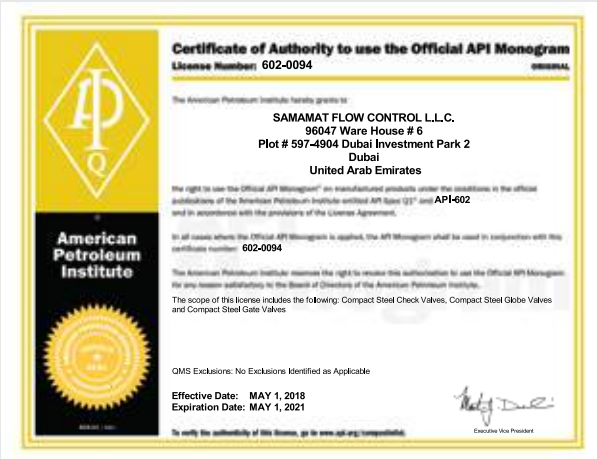 Certificate of Authority to use the Official API Monogram
License Number: 602-0094
ORIGINAL
The American Petroleum Institute hereby grants to
SAMAMAT FLOW CONTROL L.L.C.
96047 Ware House # 6
Plot # 597-4904 Dubai Investment Park 2
Dubai
United Arab Emirates
the right to use the Official API Monogram® on manufactured products under the conditions in the official
publications of the American Petroleum Institute entitled API Spec Q1® and API-602
and in accordance with the provisions of the License Agreement.
In all cases where the Official API Monogram is applied, the API Monogram shall be used in conjunction with this
certificate number: 602-0094
The American Petroleum Institute reserves the right to revoke this authorization to use the Official API Monogram
for any reason satisfactory to the Board of Directors of the American Petroleum Institute.
The scope of this license includes the following: Compact Steel Check Valves, Compact Steel Globe Valves
and Compact Steel Gate Valves
QMS Exclusions: No Exclusions Identified as Applicable
Effective Date: MAY 1, 2018
Expiration Date: MAY 1, 2021
To verify the authenticity of this license, go to www.api.org/compositelist.
Executive Vice President
API
Q
American
Petroleum
Institute